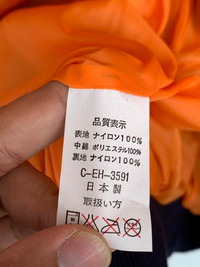 品質表示
表地 ナイロン100%
中綿 ポリエステル100%
裏地 ナイロン100%
C-EH-3591
日本製
取扱い方